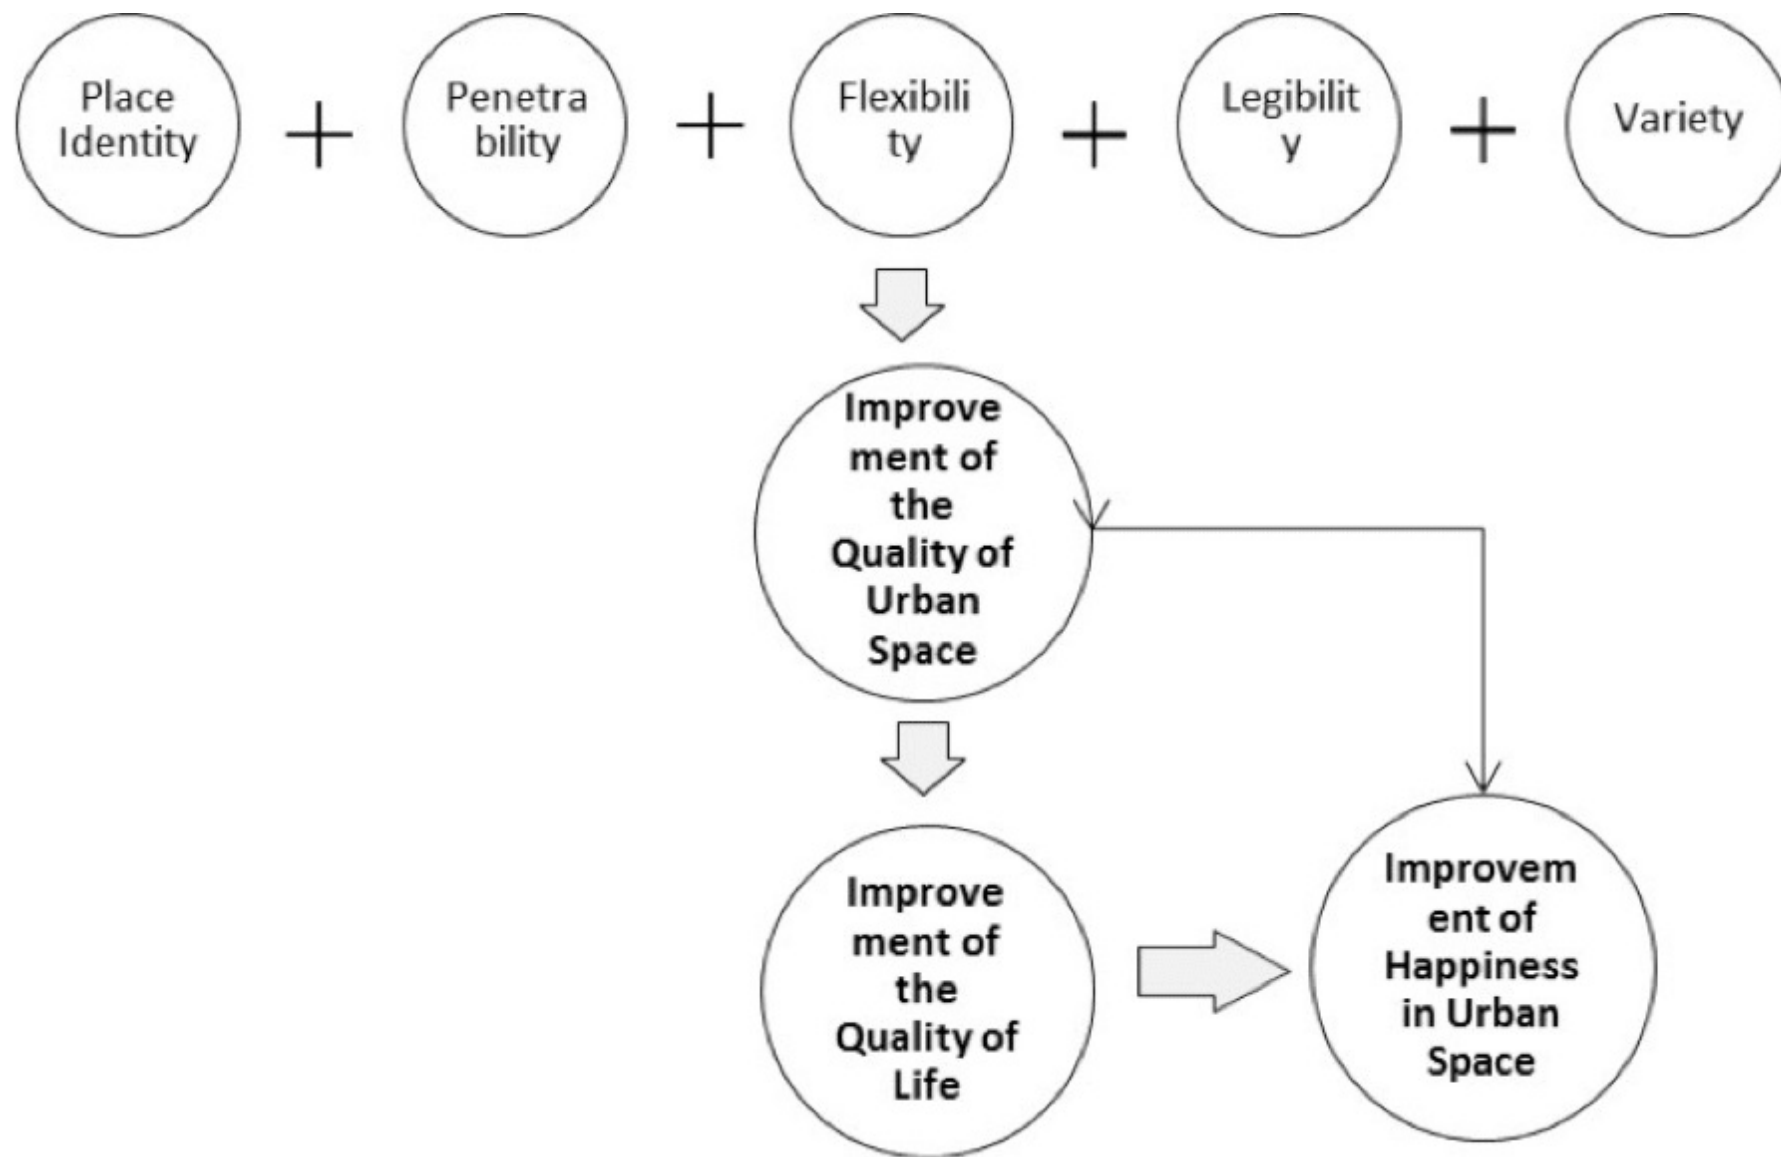 Place
Identity
+
Penetra
bility
+
Flexibili
ty
+
Legibilit
y
+
Variety
Improve
ment of
the
Quality of
Urban
Space
Improve
ment of
the
Quality of
Life
Improvem
ent of
Happiness
in Urban
Space